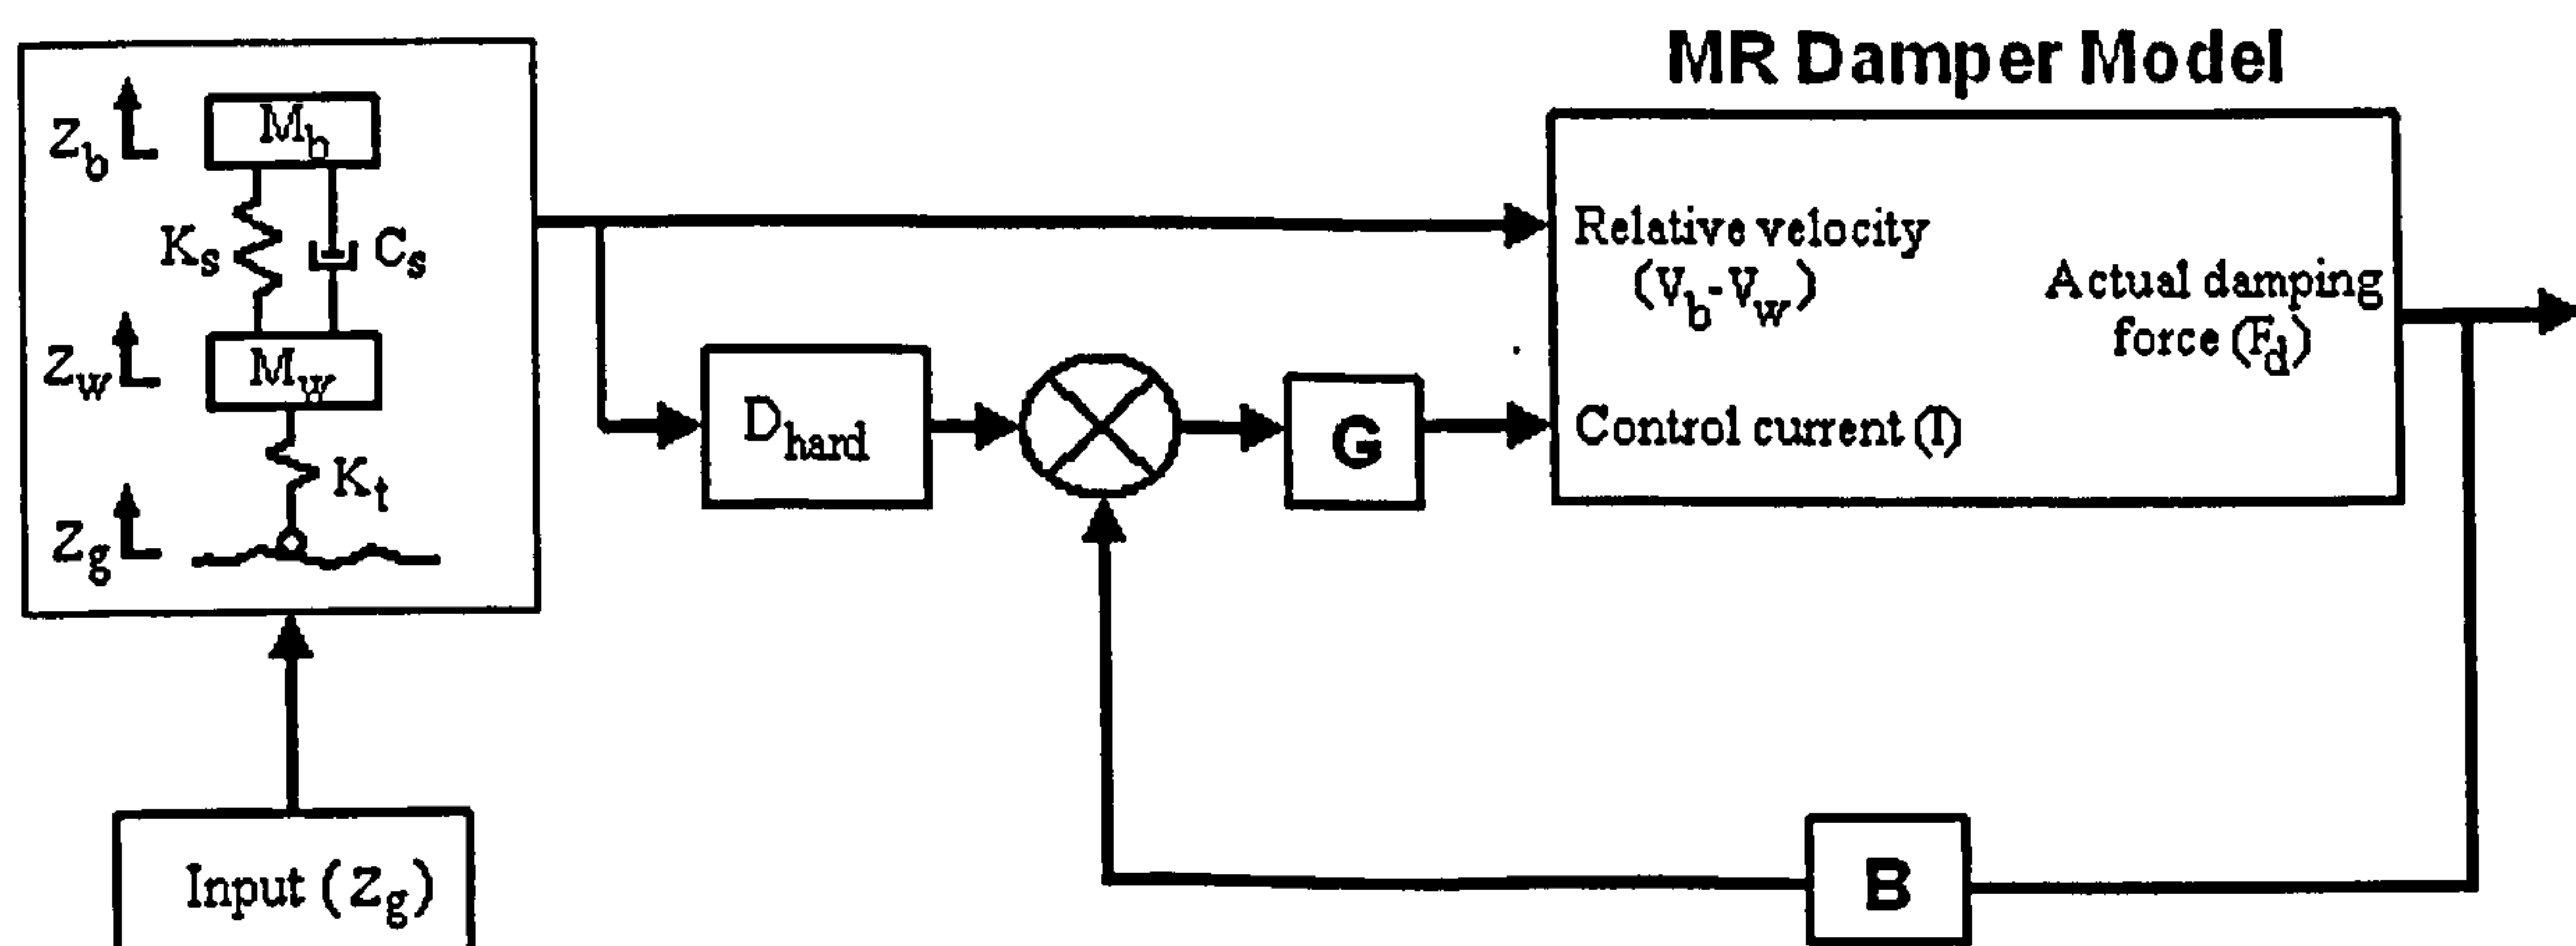 MR Damper Model
Z_b
M_b
K_s
C_s
Z_w
M_w
K_t
Z_g
Relative velocity
(V_b-V_w)
Actual damping
force (F_d)
D_hard
G
Control current (I)
Input (Z_g)
B